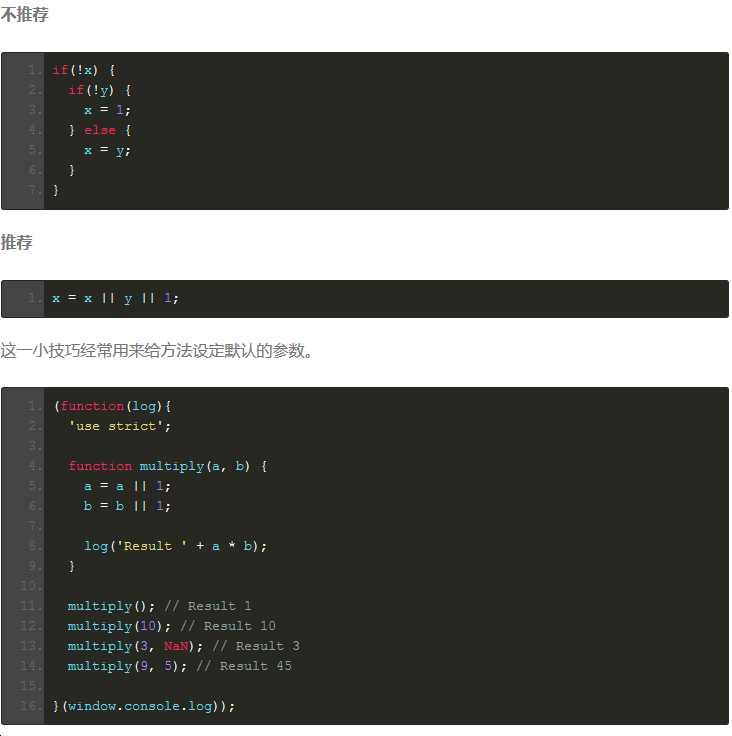 不推荐
1. if(!x) {
2.   if(!y) {
3.     x = 1;
4.   } else {
5.     x = y;
6.   }
7. }
推荐
1. x = x || y || 1;
这一小技巧经常用来给方法设定默认的参数。
1. (function(log){
2.   'use strict';
3.
4.   function multiply(a, b) {
5.     a = a || 1;
6.     b = b || 1;
7.
8.     log('Result ' + a * b);
9.   }
10.
11.   multiply(); // Result 1
12.   multiply(10); // Result 10
13.   multiply(3, NaN); // Result 3
14.   multiply(9, 5); // Result 45
15.
16. }(window.console.log));